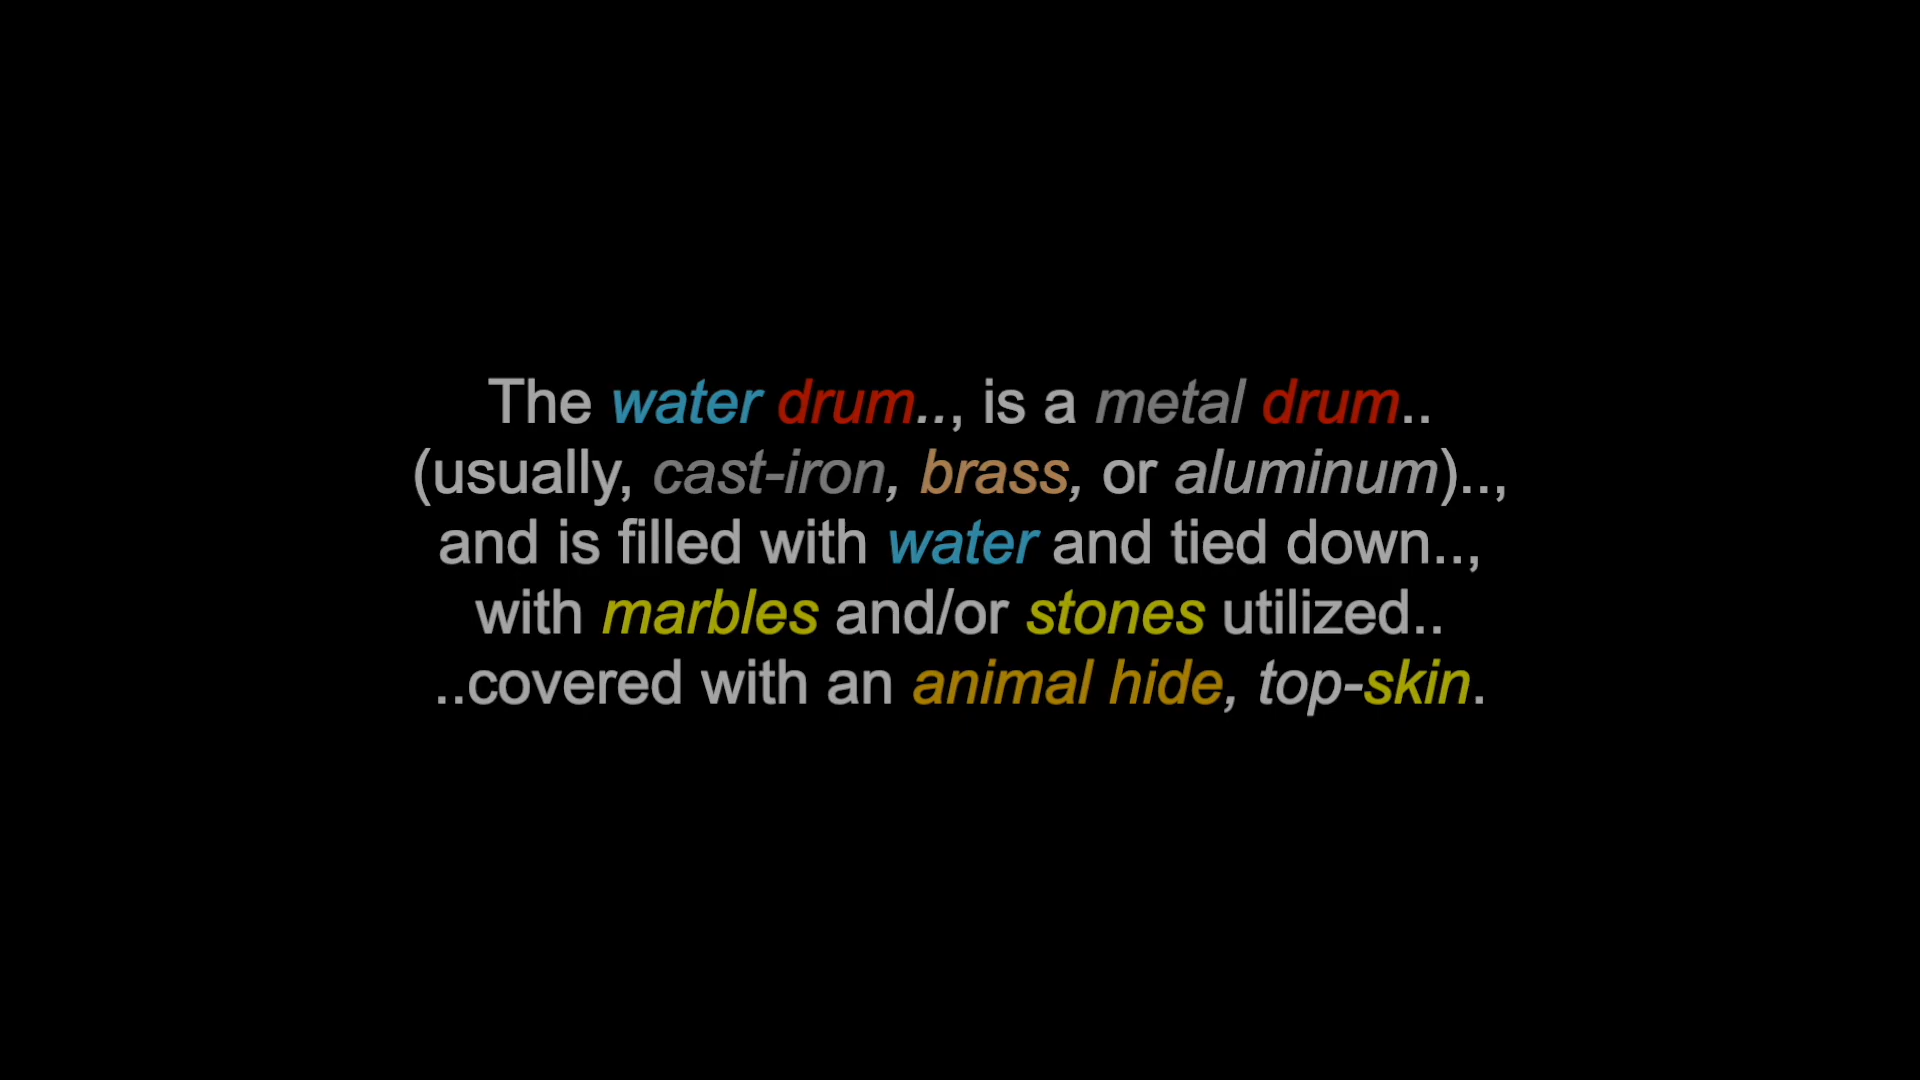 The water drum.., is a metal drum..
(usually, cast-iron, brass, or aluminum)..,
and is filled with water and tied down..,
with marbles and/or stones utilized..
..covered with an animal hide, top-skin.